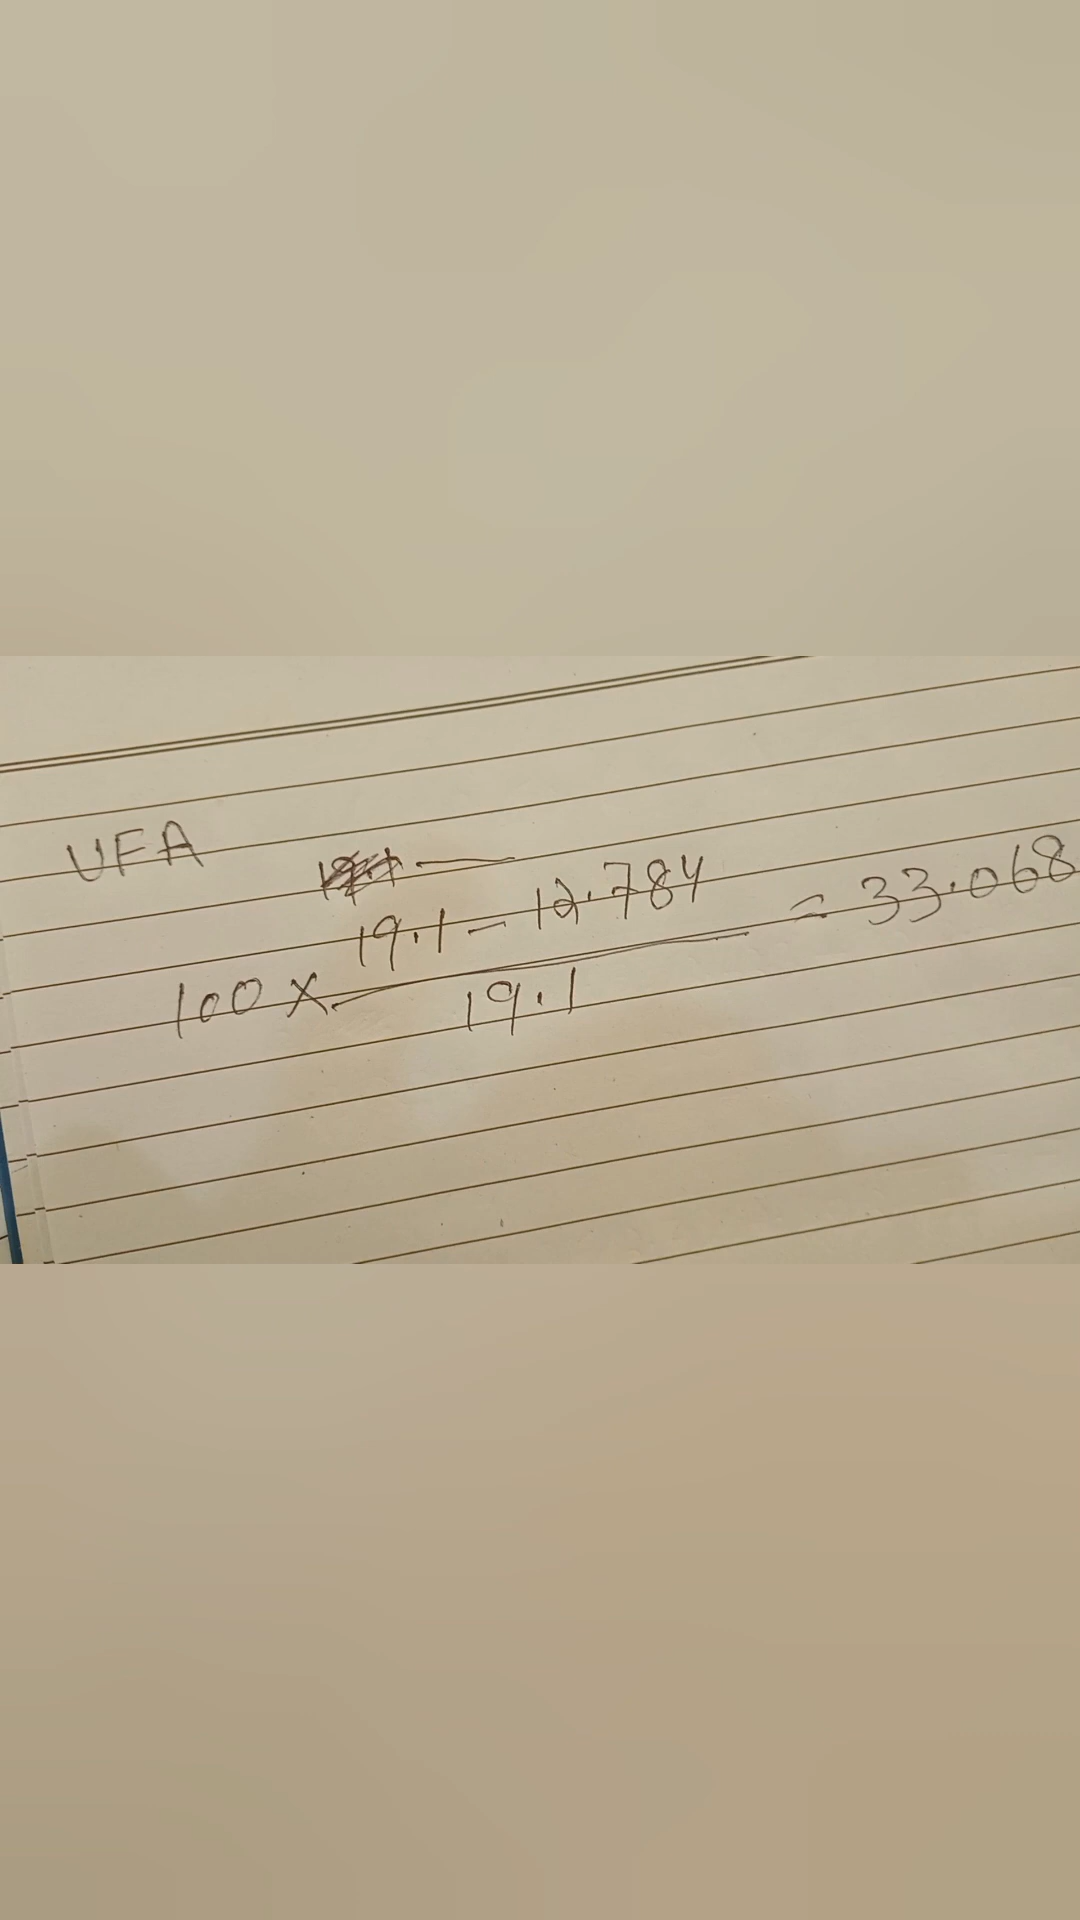 UFA
19.1 - 12.784
100 × = 33.068
19.1